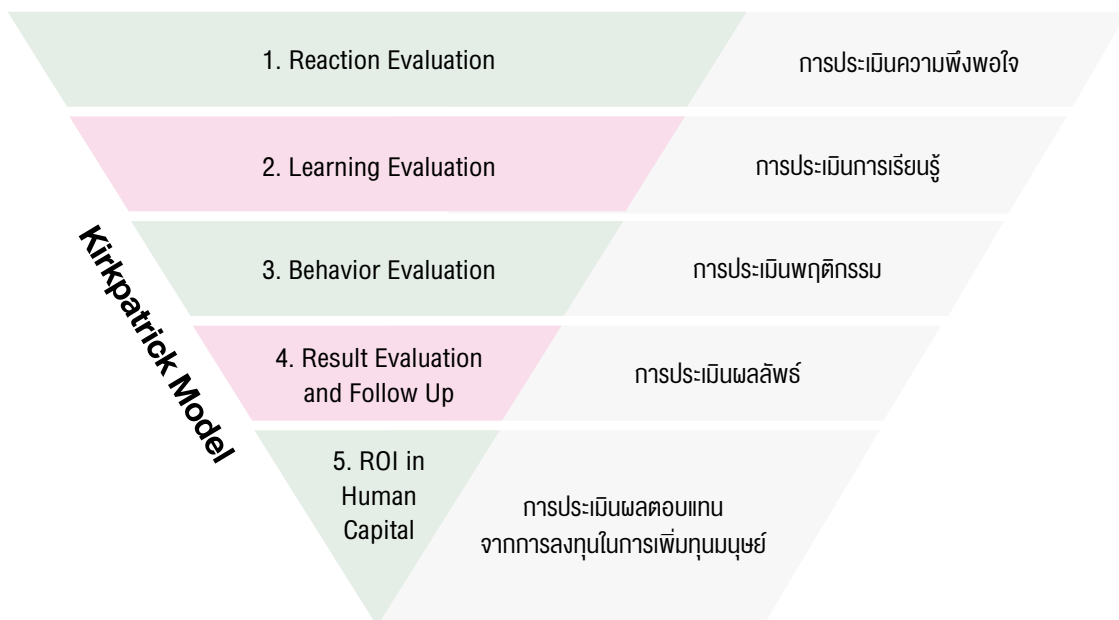 1. Reaction Evaluation
การประเมินความพึงพอใจ
2. Learning Evaluation
การประเมินการเรียนรู้
3. Behavior Evaluation
การประเมินพฤติกรรม
4. Result Evaluation
and Follow Up
การประเมินผลลัพธ์
5. ROI in
Human
Capital
การประเมินผลตอบแทน
จากการลงทุนในการเพิ่มทุนมนุษย์
Kirkpatrick Model